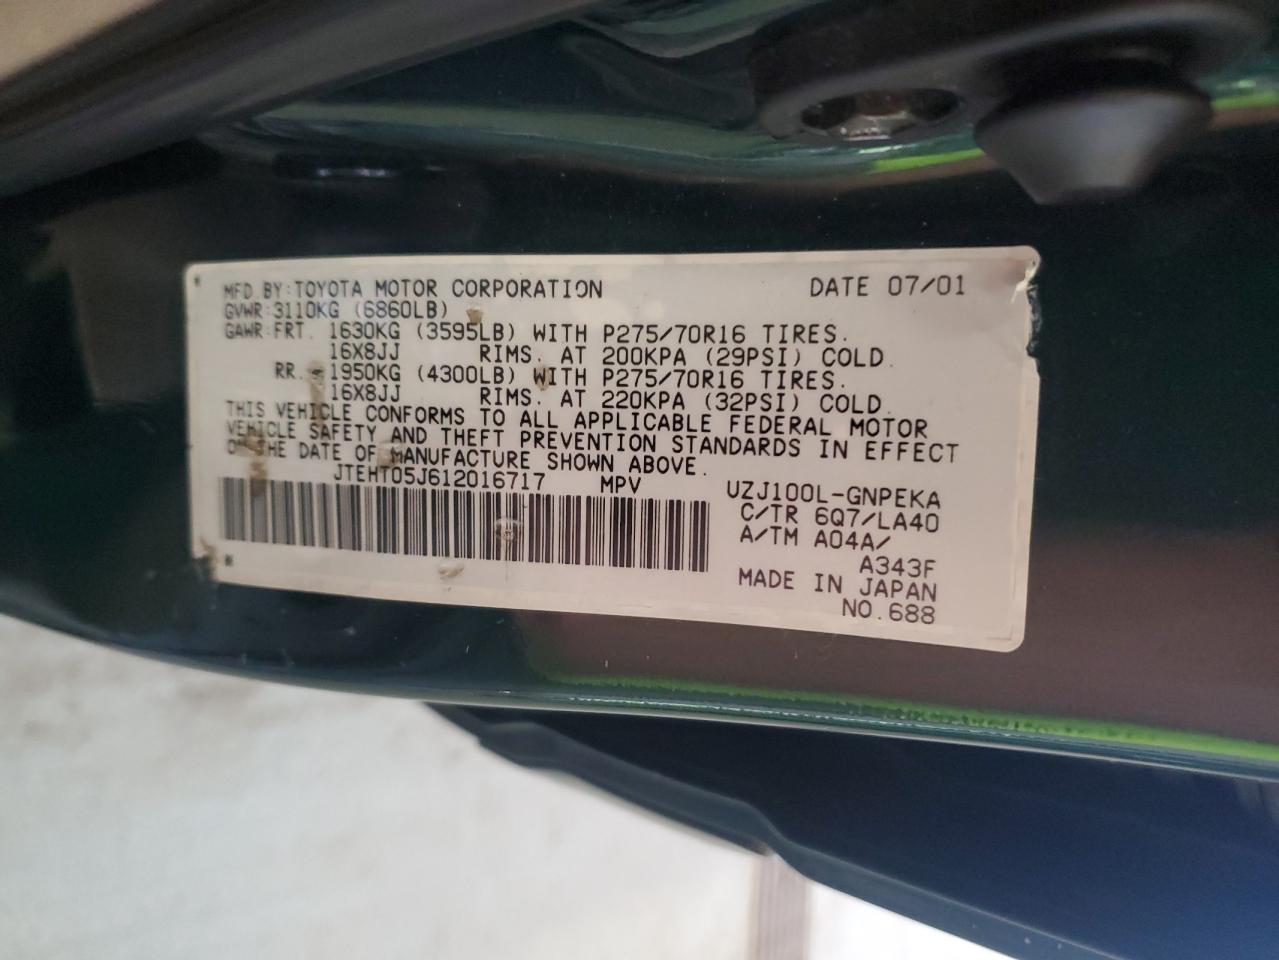 MFD.BY:TOYOTA MOTOR CORPORATION DATE 07/01
GVWR:3110KG (6860LB)
GAWR:FRT. 1630KG (3595LB) WITH P275/70R16 TIRES.
16X8JJ RIMS. AT 200KPA (29PSI) COLD.
RR. 1950KG (4300LB) WITH P275/70R16 TIRES.
16X8JJ RIMS. AT 220KPA (32PSI) COLD.
THIS VEHICLE CONFORMS TO ALL APPLICABLE FEDERAL MOTOR
VEHICLE SAFETY AND THEFT PREVENTION STANDARDS IN EFFECT
ON THE DATE OF MANUFACTURE SHOWN ABOVE.
JTEHT05J612016717 MPV
UZJ100L-GNPEKA
C/TR 6Q7/LA40
A/TM A04A/
A343F
MADE IN JAPAN
NO.688